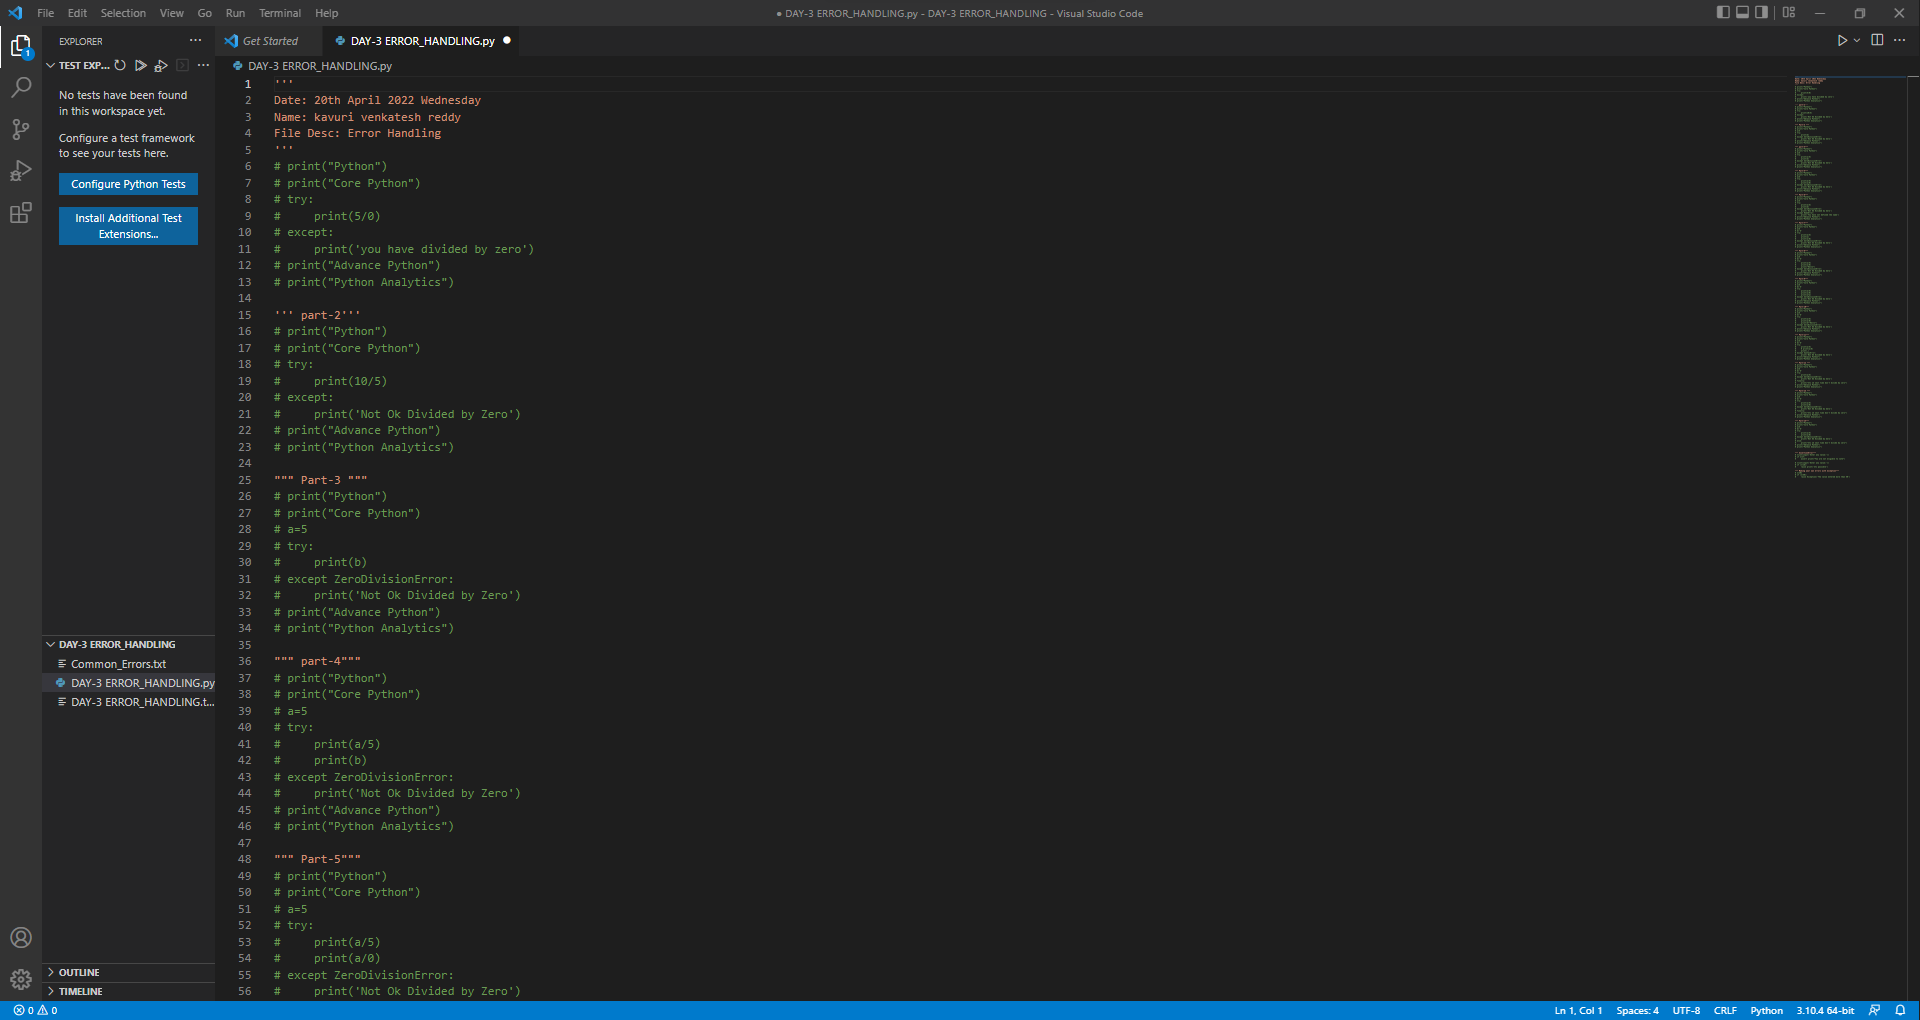 File Edit Selection View Go Run Terminal Help
● DAY-3 ERROR_HANDLING.py - DAY-3 ERROR_HANDLING - Visual Studio Code
EXPLORER
Get Started
DAY-3 ERROR_HANDLING.py
TEST EXP...
DAY-3 ERROR_HANDLING.py
1
No tests have been found
in this workspace yet.
Configure a test framework
to see your tests here.
Configure Python Tests
Install Additional Test
Extensions...
DAY-3 ERROR_HANDLING
Common_Errors.txt
DAY-3 ERROR_HANDLING.py
DAY-3 ERROR_HANDLING.t...
OUTLINE
TIMELINE
1 '''
2 Date: 20th April 2022 Wednesday
3 Name: kavuri venkatesh reddy
4 File Desc: Error Handling
5 '''
6 # print("Python")
7 # print("Core Python")
8 # try:
9 #     print(5/0)
10 # except:
11 #     print('you have divided by zero')
12 # print("Advance Python")
13 # print("Python Analytics")
14
15 ''' part-2'''
16 # print("Python")
17 # print("Core Python")
18 # try:
19 #     print(10/5)
20 # except:
21 #     print('Not Ok Divided by Zero')
22 # print("Advance Python")
23 # print("Python Analytics")
24
25 """ Part-3 """
26 # print("Python")
27 # print("Core Python")
28 # a=5
29 # try:
30 #     print(b)
31 # except ZeroDivisionError:
32 #     print('Not Ok Divided by Zero')
33 # print("Advance Python")
34 # print("Python Analytics")
35
36 """ part-4"""
37 # print("Python")
38 # print("Core Python")
39 # a=5
40 # try:
41 #     print(a/5)
42 #     print(b)
43 # except ZeroDivisionError:
44 #     print('Not Ok Divided by Zero')
45 # print("Advance Python")
46 # print("Python Analytics")
47
48 """ Part-5"""
49 # print("Python")
50 # print("Core Python")
51 # a=5
52 # try:
53 #     print(a/5)
54 #     print(a/0)
55 # except ZeroDivisionError:
56 #     print('Not Ok Divided by Zero')
0 0
Ln 1, Col 1 Spaces: 4 UTF-8 CRLF Python 3.10.4 64-bit